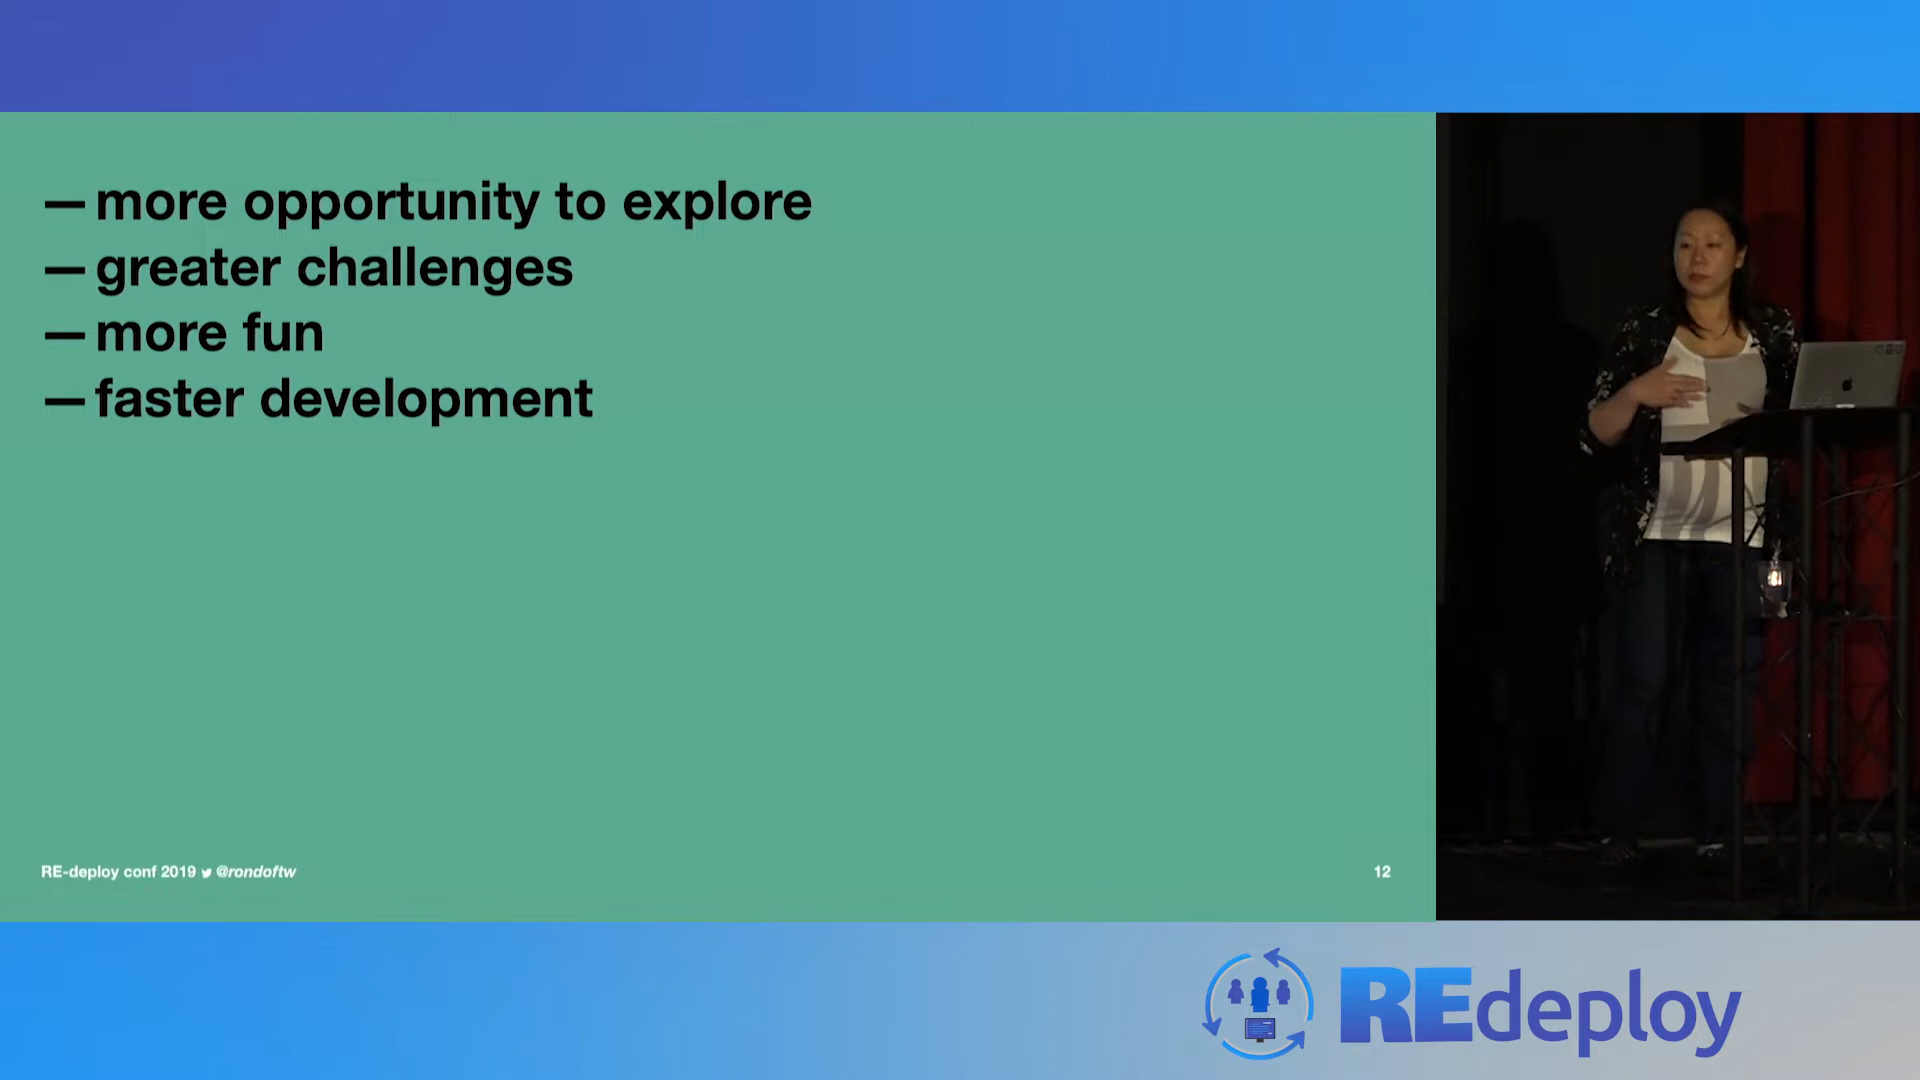 — more opportunity to explore
— greater challenges
— more fun
— faster development
RE-deploy conf 2019 @rondoftw
12
REdeploy